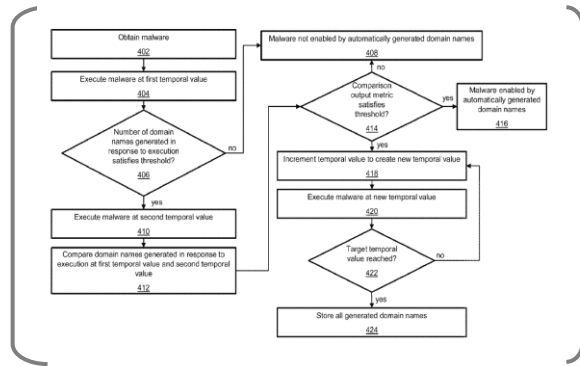 Obtain malware
402
Execute malware at first temporal value
404
Number of domain
names generated in
response to execution
satisfies threshold?
406
no
yes
Execute malware at second temporal value
410
Compare domain names generated in response to
execution at first temporal value and second temporal
value
412
Malware not enabled by automatically generated domain names
408
no
Comparison
output metric
satisfies
threshold?
414
yes
Malware enabled by
automatically generated
domain names
416
yes
Increment temporal value to create new temporal value
418
Execute malware at new temporal value
420
Target temporal
value reached?
422
no
yes
Store all generated domain names
424